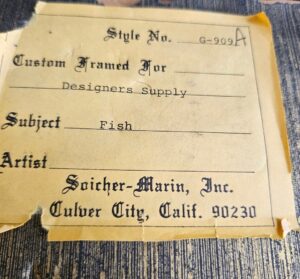 Style No. G-909A
Custom Framed For
Designers Supply
Subject Fish
Artist
Soicher-Marin, Inc.
Culver City, Calif. 90230